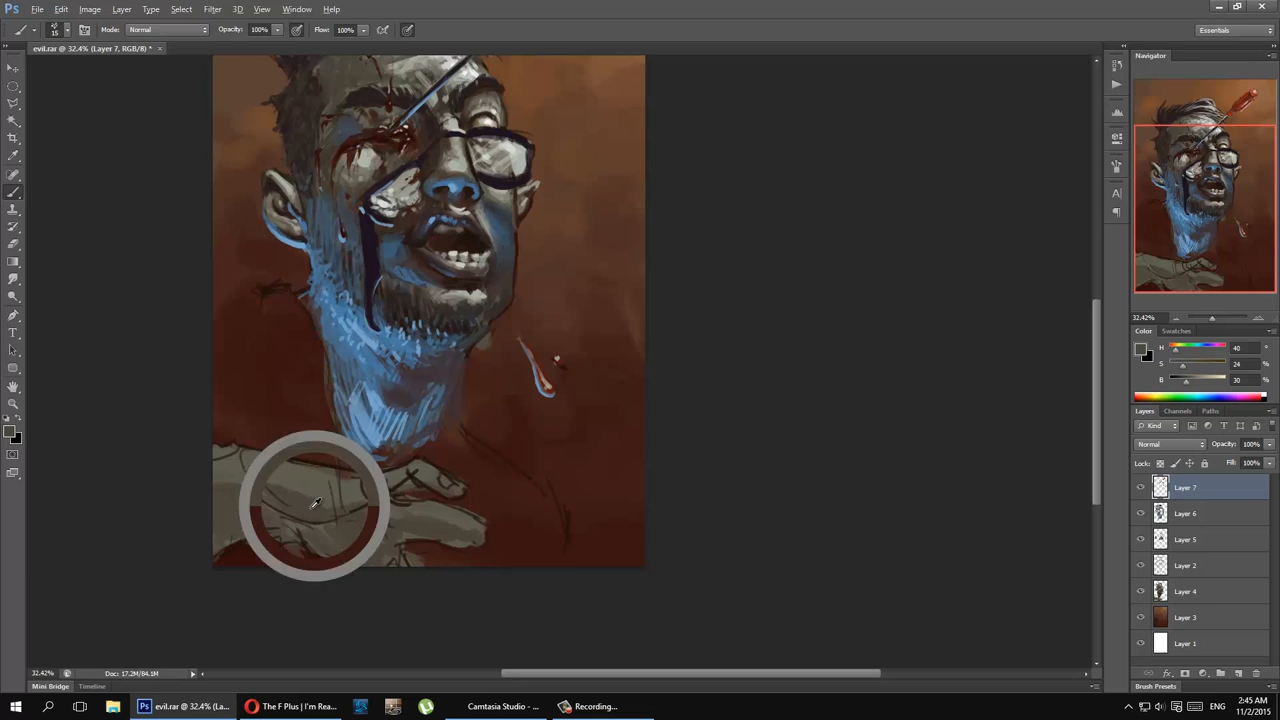 Ps File Edit Image Layer Type Select Filter 3D View Window Help
15 Mode: Normal Opacity: 100% Flow: 100% Essentials
evil.rar @ 32.4% (Layer 7, RGB/8) *
Navigator
32.42%
Color Swatches
H 40 °
S 24 %
B 30 %
Layers Channels Paths
Kind
Normal Opacity: 100%
Lock: Fill: 100%
Layer 7
Layer 6
Layer 5
Layer 2
Layer 4
Layer 3
Layer 1
32.42% Doc: 17.2M/84.1M
Mini Bridge Timeline Brush Presets
evil.rar @ 32.4% (La... The F Plus | I'm Rea... Camtasia Studio - ... Recording...
ENG
2:45 AM
11/2/2015